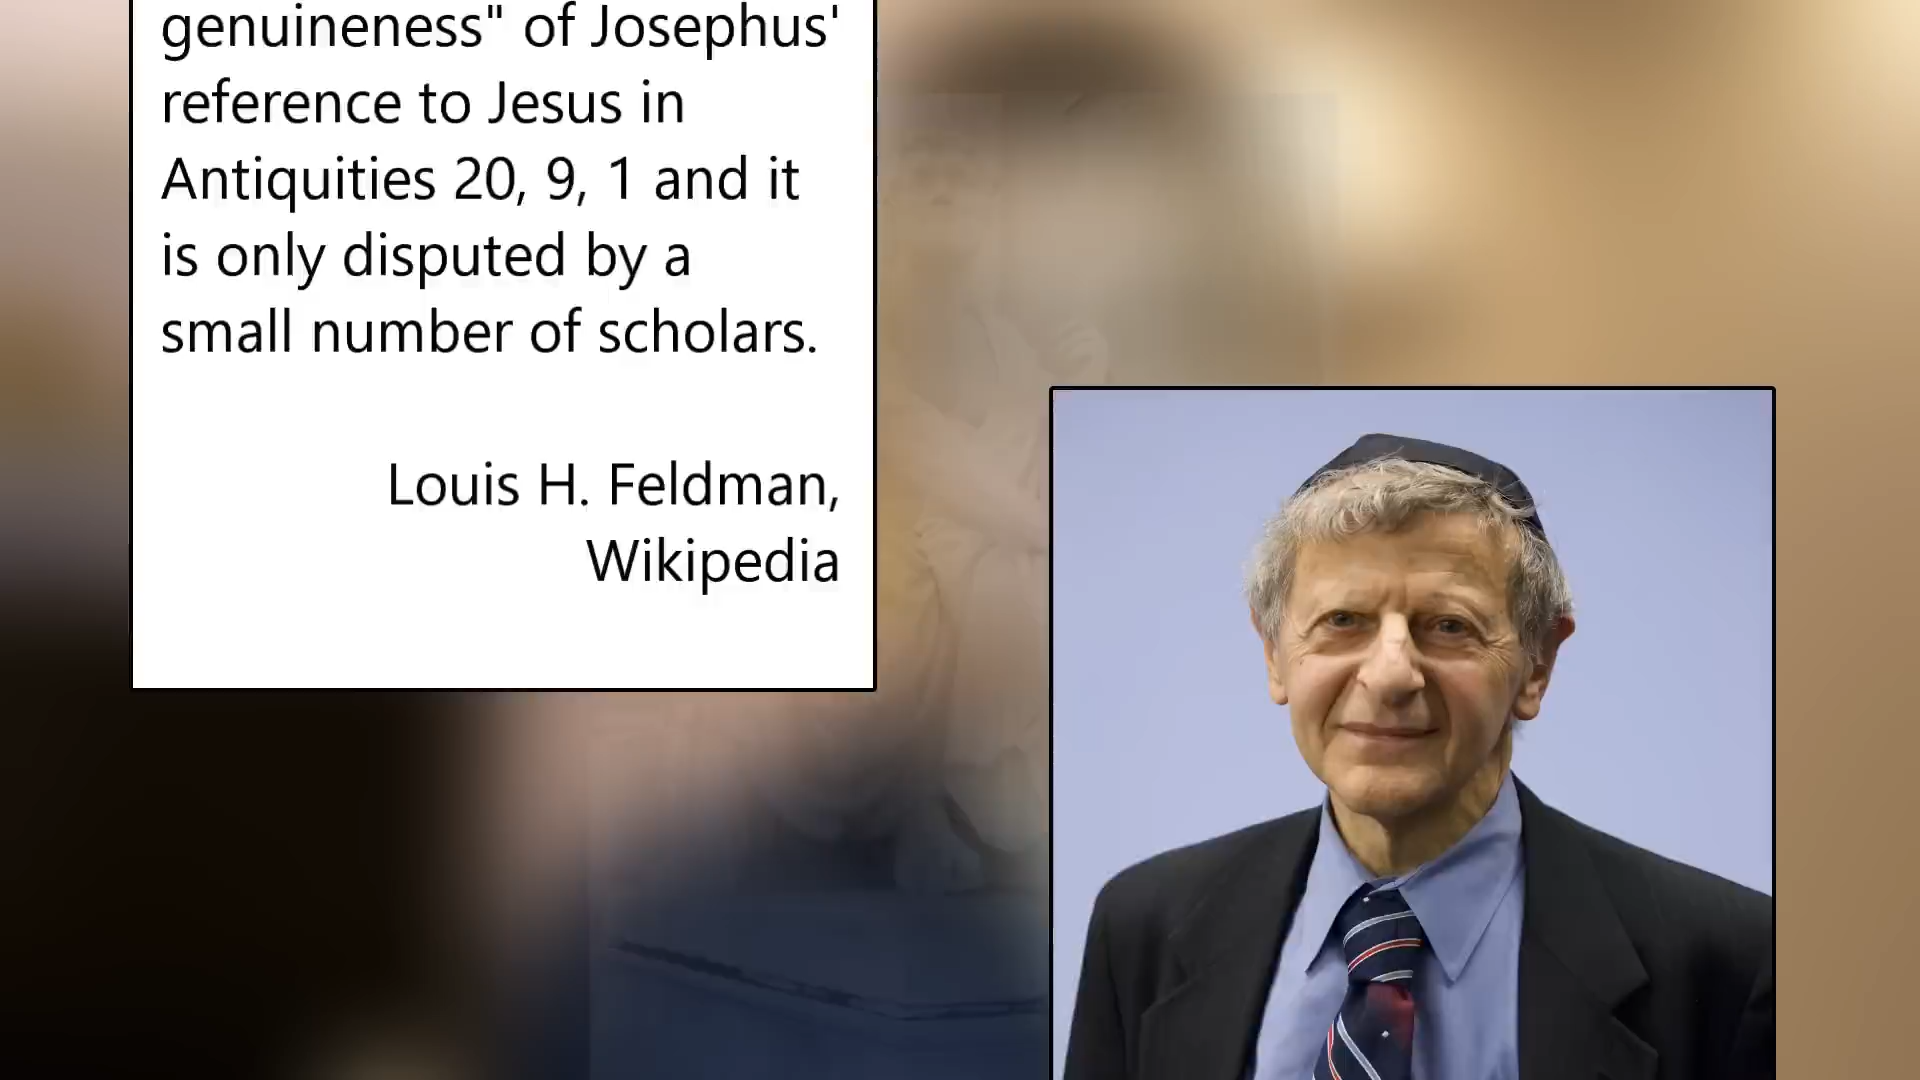 genuineness" of Josephus'
reference to Jesus in
Antiquities 20, 9, 1 and it
is only disputed by a
small number of scholars.
Louis H. Feldman,
Wikipedia